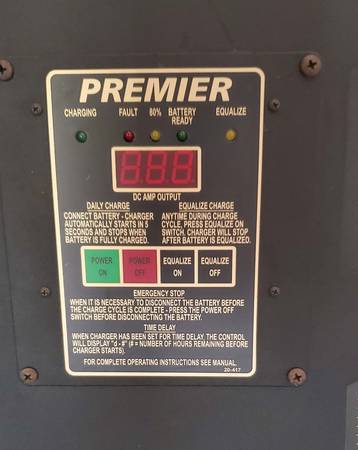 PREMIER
CHARGING FAULT 80% BATTERY READY EQUALIZE
888
DC AMP OUTPUT
DAILY CHARGE
CONNECT BATTERY - CHARGER
AUTOMATICALLY STARTS IN 5
SECONDS AND STOPS WHEN
BATTERY IS FULLY CHARGED.
EQUALIZE CHARGE
ANYTIME DURING CHARGE
CYCLE, PRESS EQUALIZE ON
SWITCH. CHARGER WILL STOP
AFTER BATTERY IS EQUALIZED.
POWER ON
POWER OFF
EQUALIZE ON
EQUALIZE OFF
EMERGENCY STOP
WHEN IT IS NECESSARY TO DISCONNECT THE BATTERY BEFORE
THE CHARGE CYCLE IS COMPLETE - PRESS THE POWER OFF
SWITCH BEFORE DISCONNECTING THE BATTERY.
TIME DELAY
WHEN CHARGER HAS BEEN SET FOR TIME DELAY, THE CONTROL
WILL DISPLAY "d - #" (# = NUMBER OF HOURS REMAINING BEFORE
CHARGER STARTS).
FOR COMPLETE OPERATING INSTRUCTIONS SEE MANUAL.
20-417